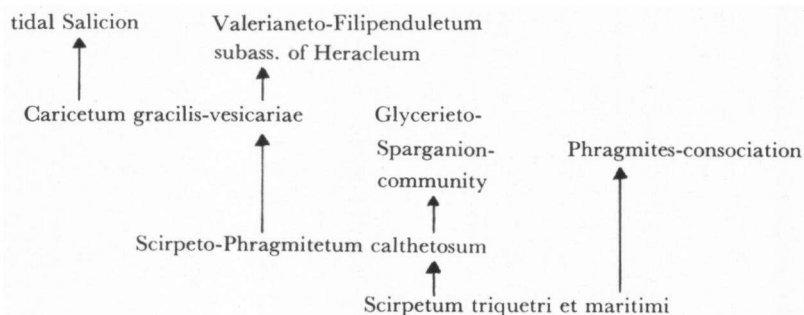 tidal Salicion
Valerianeto-Filipenduletum
subass. of Heracleum
Caricetum gracilis-vesicariae
Glycerieto-
Sparganion-
community
Phragmites-consociation
Scirpeto-Phragmitetum calthetosum
Scirpetum triquetri et maritimi